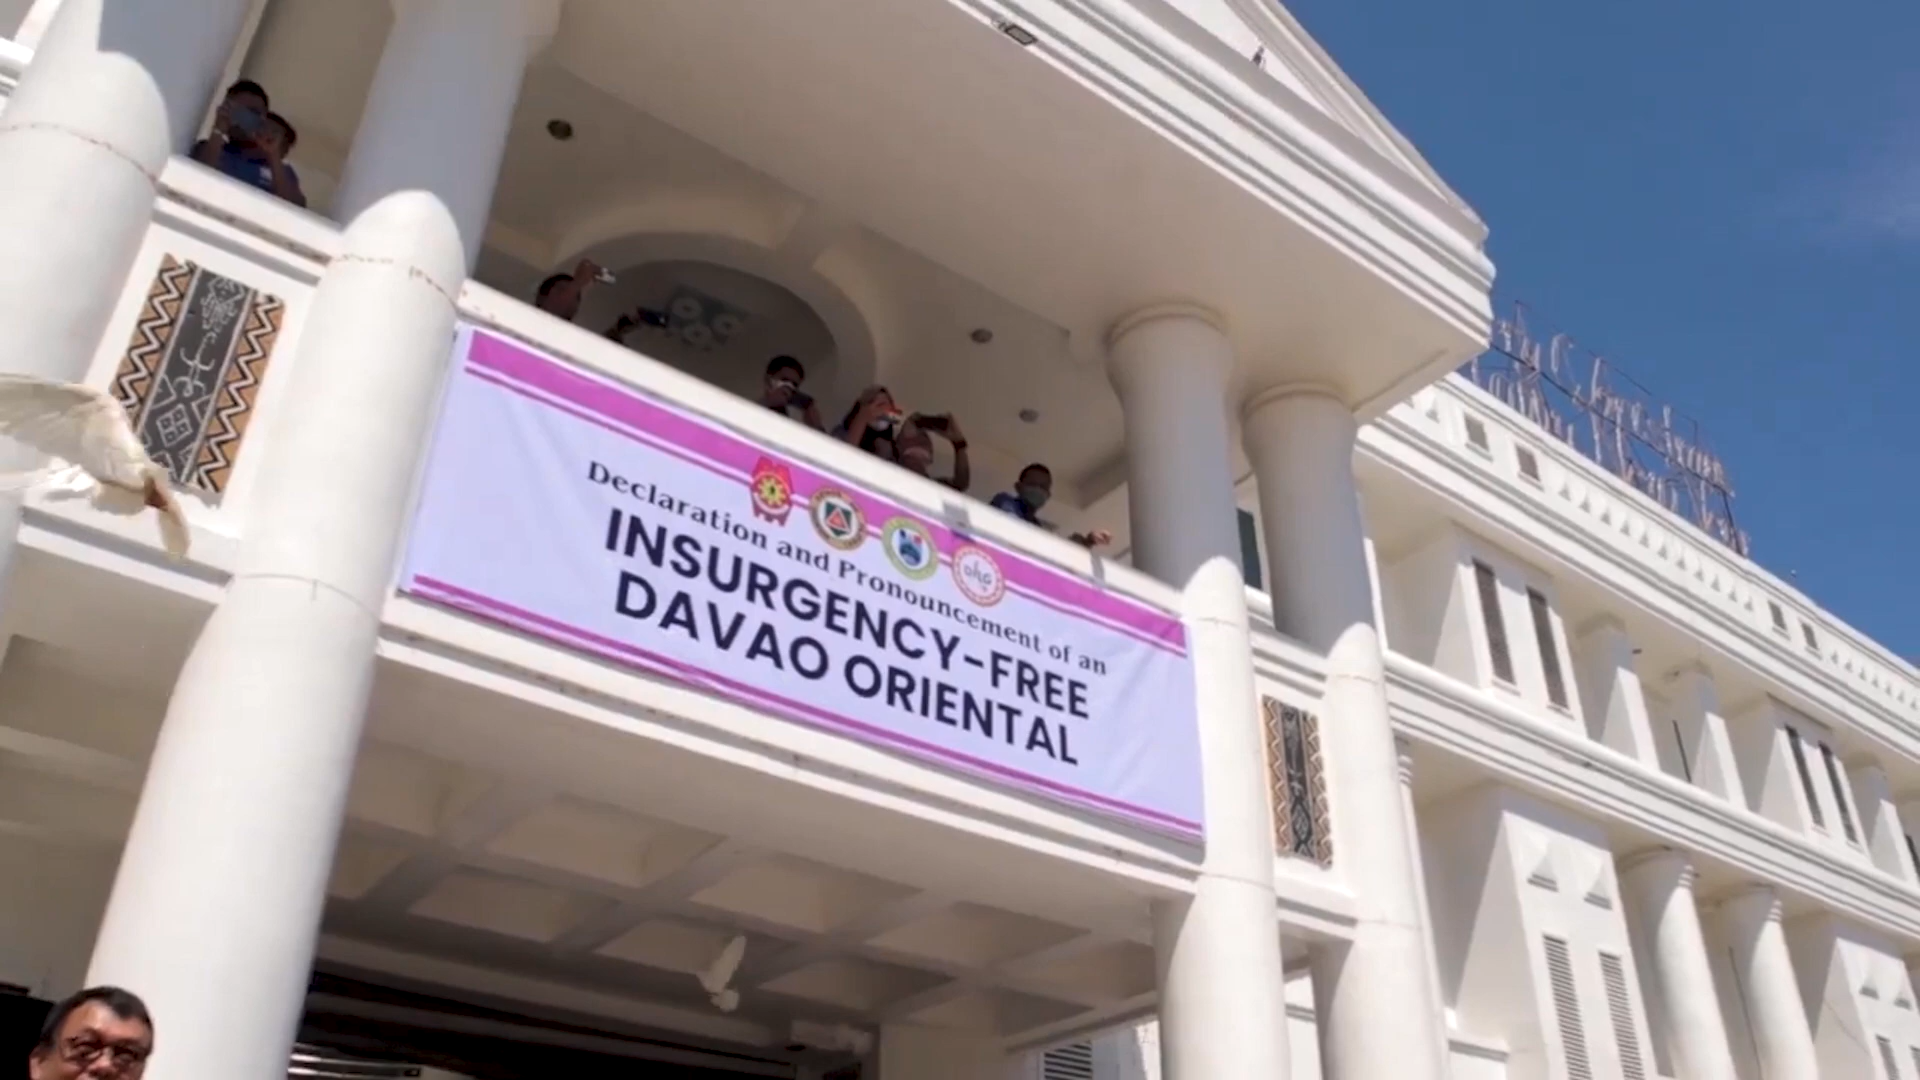 Declaration and Pronouncement of an
INSURGENCY-FREE
DAVAO ORIENTAL